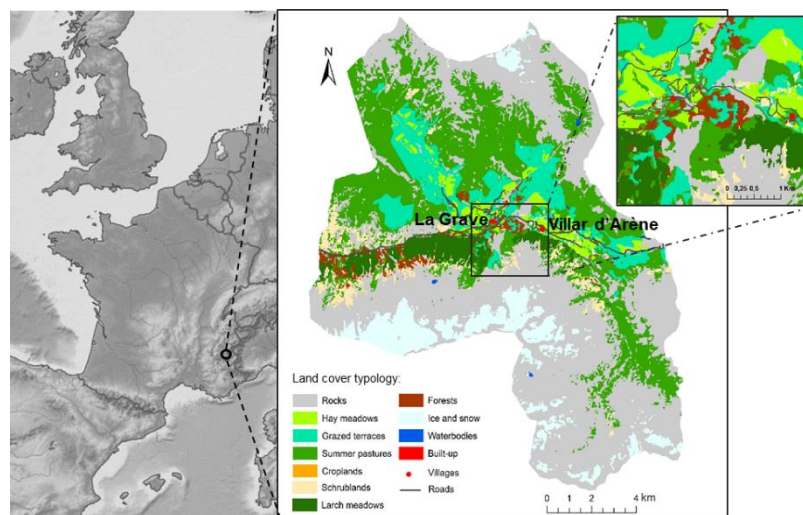 N
La Grave
Villar d'Arène
0 0,25 0,5 1 Km
Land cover typology:
Rocks
Hay meadows
Grazed terraces
Summer pastures
Croplands
Schrublands
Larch meadows
Forests
Ice and snow
Waterbodies
Built-up
Villages
Roads
0 1 2 4 km